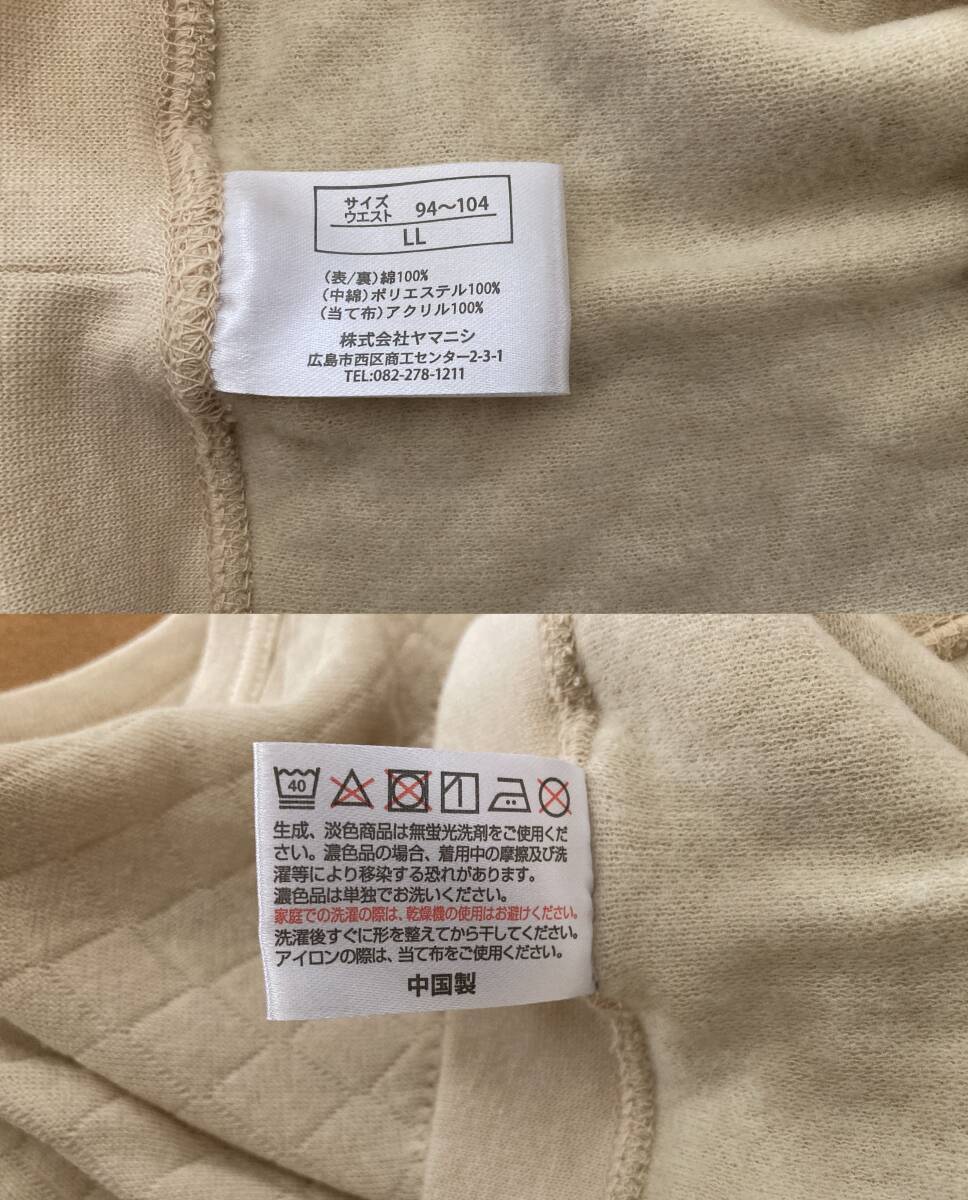 サイズ
ウエスト 94～104
LL
(表/裏)綿100%
(中綿)ポリエステル100%
(当て布)アクリル100%
株式会社ヤマニシ
広島市西区商工センター2-3-1
TEL:082-278-1211
40
生成、淡色商品は無蛍光洗剤をご使用くだ
さい。濃色品の場合、着用中の摩擦及び洗
濯等により移染する恐れがあります。
濃色品は単独でお洗いください。
家庭での洗濯の際は、乾燥機の使用はお避けください。
洗濯後すぐに形を整えてから干してください。
アイロンの際は、当て布をご使用ください。
中国製